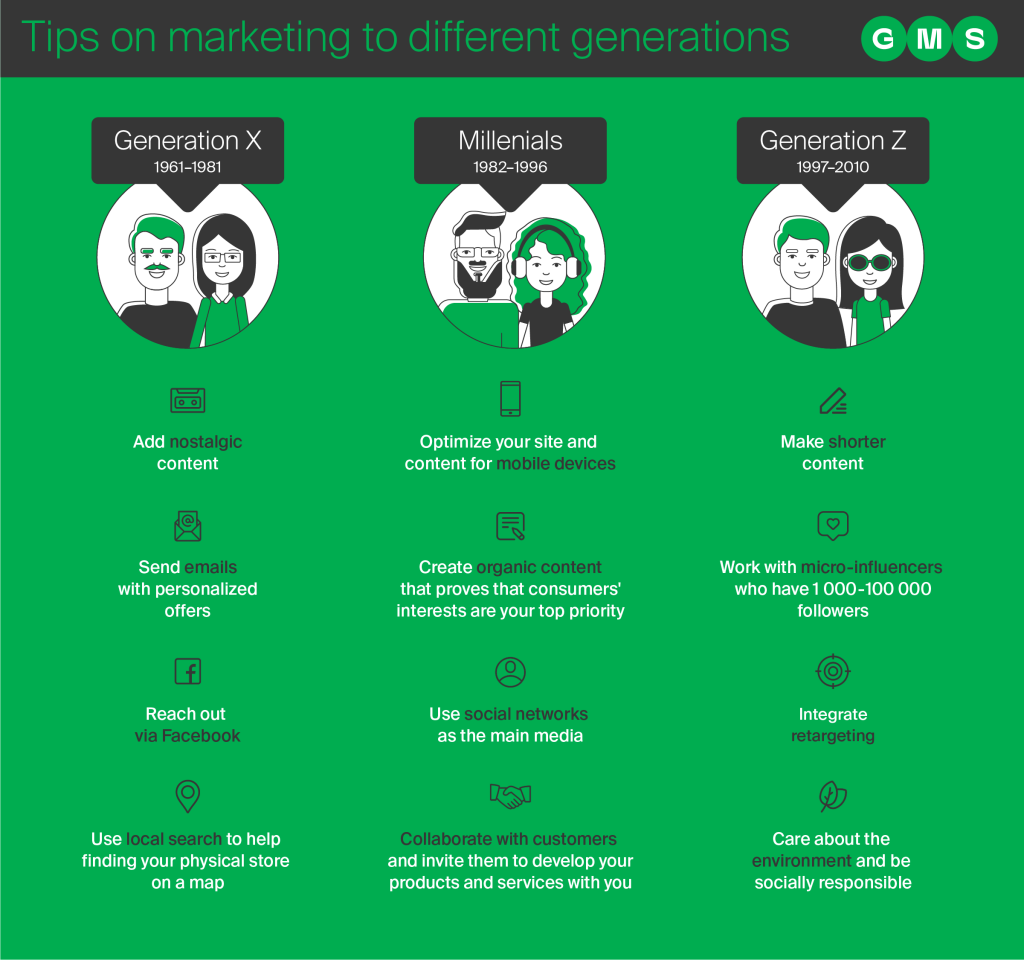 Tips on marketing to different generations
G M S
Generation X
1961–1981
Add nostalgic
content
Send emails
with personalized
offers
Reach out
via Facebook
Use local search to help
finding your physical store
on a map
Millenials
1982–1996
Optimize your site and
content for mobile devices
Create organic content
that proves that consumers'
interests are your top priority
Use social networks
as the main media
Collaborate with customers
and invite them to develop your
products and services with you
Generation Z
1997–2010
Make shorter
content
Work with micro-influencers
who have 1 000-100 000
followers
Integrate
retargeting
Care about the
environment and be
socially responsible